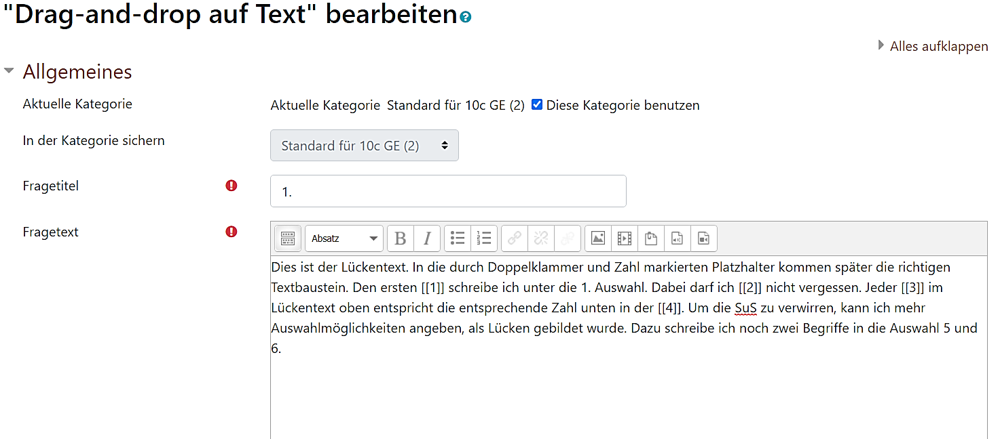 "Drag-and-drop auf Text" bearbeiten
Alles aufklappen
Allgemeines
Aktuelle Kategorie
Aktuelle Kategorie Standard für 10c GE (2) Diese Kategorie benutzen
In der Kategorie sichern
Standard für 10c GE (2)
Fragetitel
1.
Fragetext
Absatz
B I
Dies ist der Lückentext. In die durch Doppelklammer und Zahl markierten Platzhalter kommen später die richtigen
Textbaustein. Den ersten [[1]] schreibe ich unter die 1. Auswahl. Dabei darf ich [[2]] nicht vergessen. Jeder [[3]] im
Lückentext oben entspricht die entsprechende Zahl unten in der [[4]]. Um die SuS zu verwirren, kann ich mehr
Auswahlmöglichkeiten angeben, als Lücken gebildet wurde. Dazu schreibe ich noch zwei Begriffe in die Auswahl 5 und
6.